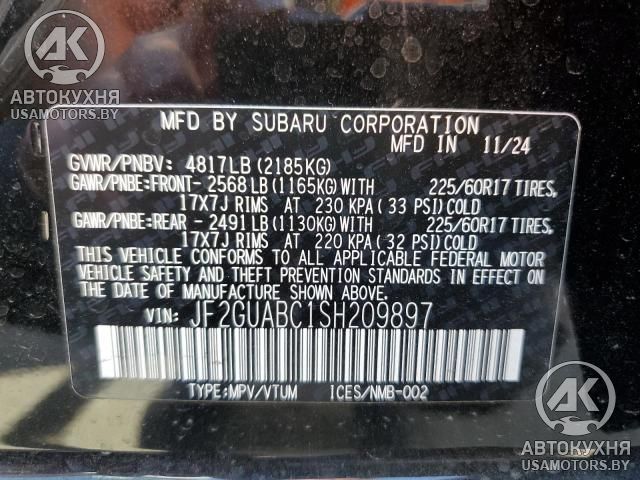 AK
АВТОКУХНЯ
USAMOTORS.BY
MFD BY SUBARU CORPORATION
MFD IN 11/24
GVWR/PNBV: 4817LB (2185KG)
GAWR/PNBE:FRONT- 2568LB (1165KG)WITH 225/60R17 TIRES,
17X7J RIMS AT 230 KPA( 33 PSI)COLD
GAWR/PNBE:REAR - 2491LB (1130KG)WITH 225/60R17 TIRES,
17X7J RIMS AT 220 KPA( 32 PSI)COLD
THIS VEHICLE CONFORMS TO ALL APPLICABLE FEDERAL MOTOR
VEHICLE SAFETY AND THEFT PREVENTION STANDARDS IN EFFECT
ON THE DATE OF MANUFACTURE SHOWN ABOVE.
VIN: JF2GUABC1SH209897
TYPE:MPV/VTUM ICES/NMB-002
AK
АВТОКУХНЯ
USAMOTORS.BY